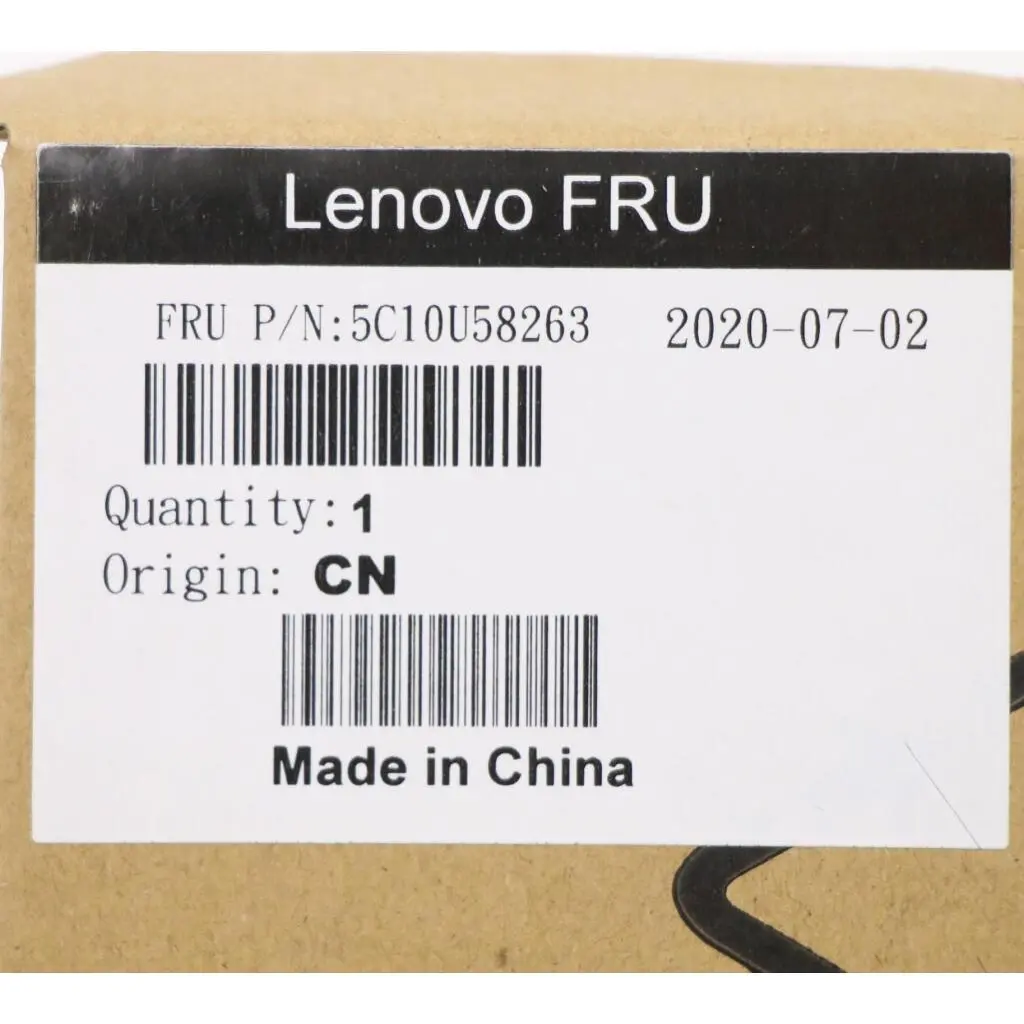 Lenovo FRU
FRU P/N:5C10U58263 2020-07-02
Quantity:1
Origin: CN
Made in China